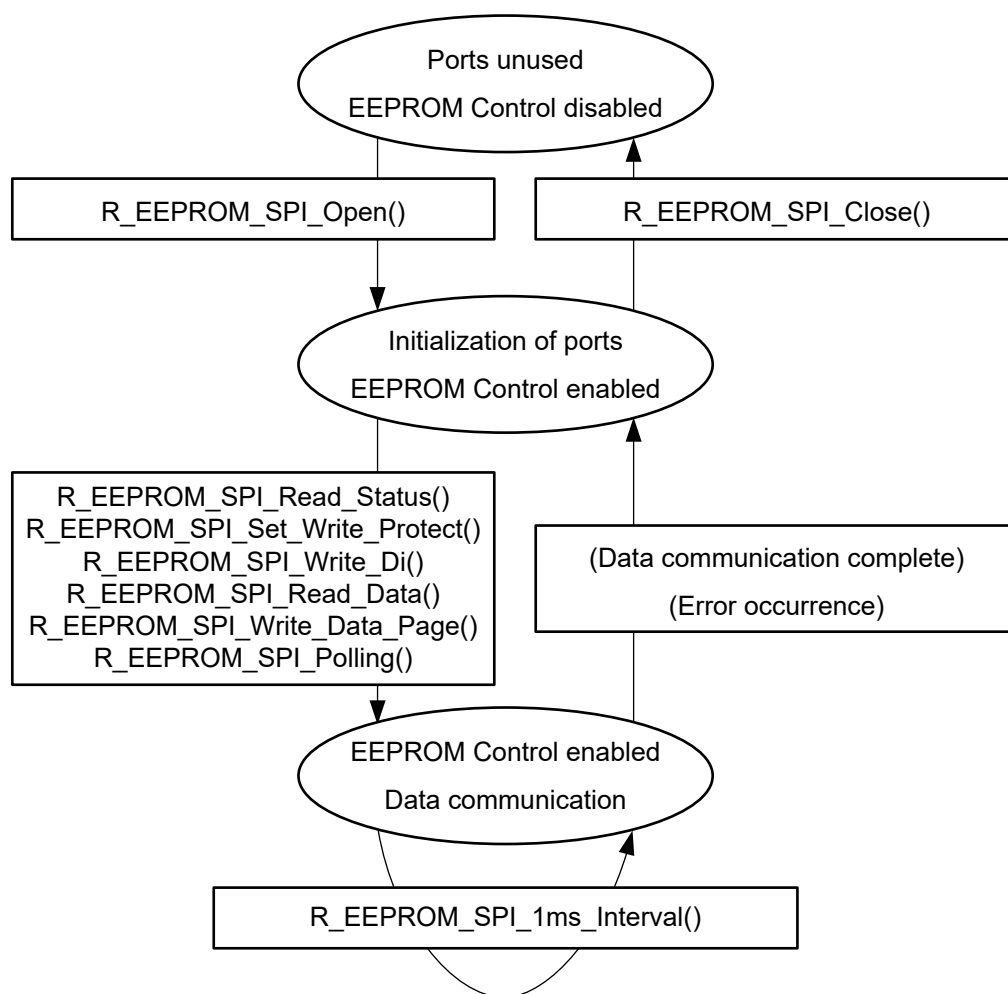 Ports unused
EEPROM Control disabled
R_EEPROM_SPI_Open()
R_EEPROM_SPI_Close()
Initialization of ports
EEPROM Control enabled
R_EEPROM_SPI_Read_Status()
R_EEPROM_SPI_Set_Write_Protect()
R_EEPROM_SPI_Write_Di()
R_EEPROM_SPI_Read_Data()
R_EEPROM_SPI_Write_Data_Page()
R_EEPROM_SPI_Polling()
(Data communication complete)
(Error occurrence)
EEPROM Control enabled
Data communication
R_EEPROM_SPI_1ms_Interval()